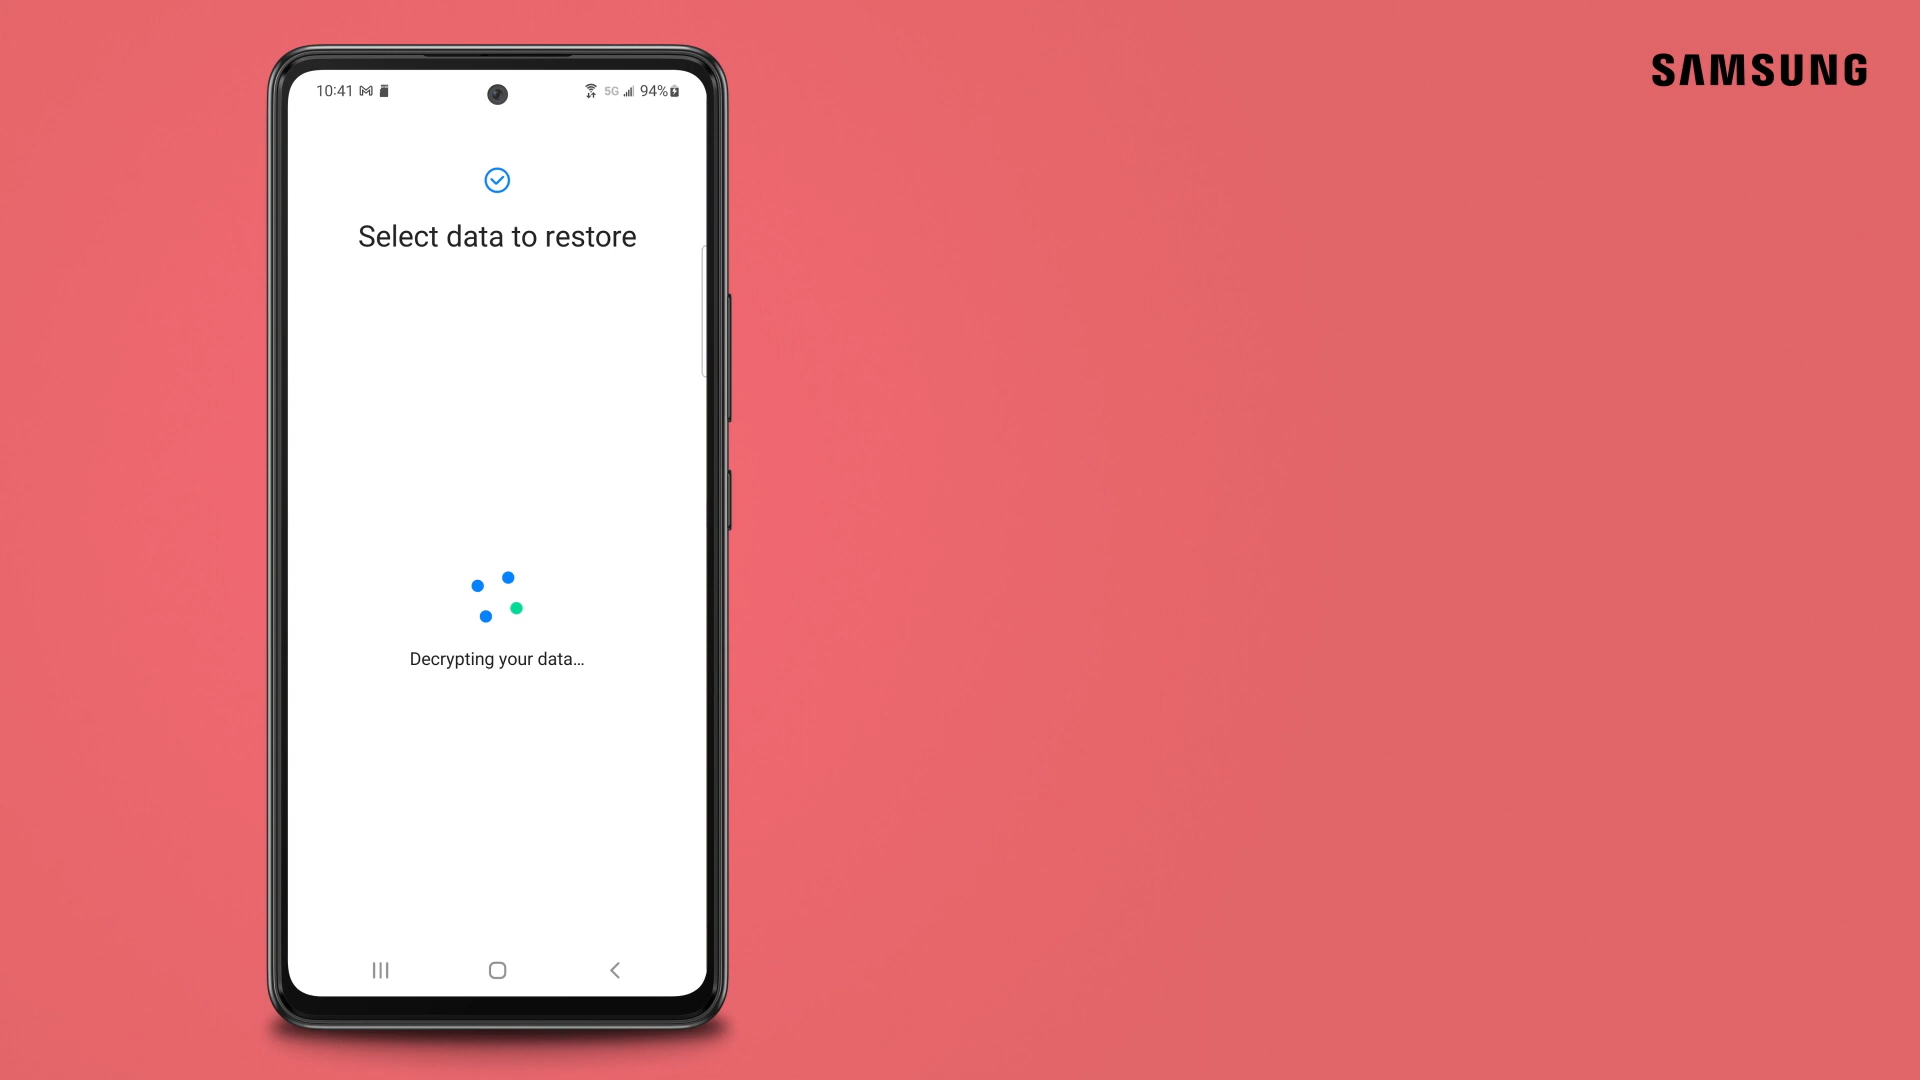 SAMSUNG
10:41
5G 94%
Select data to restore
Decrypting your data...